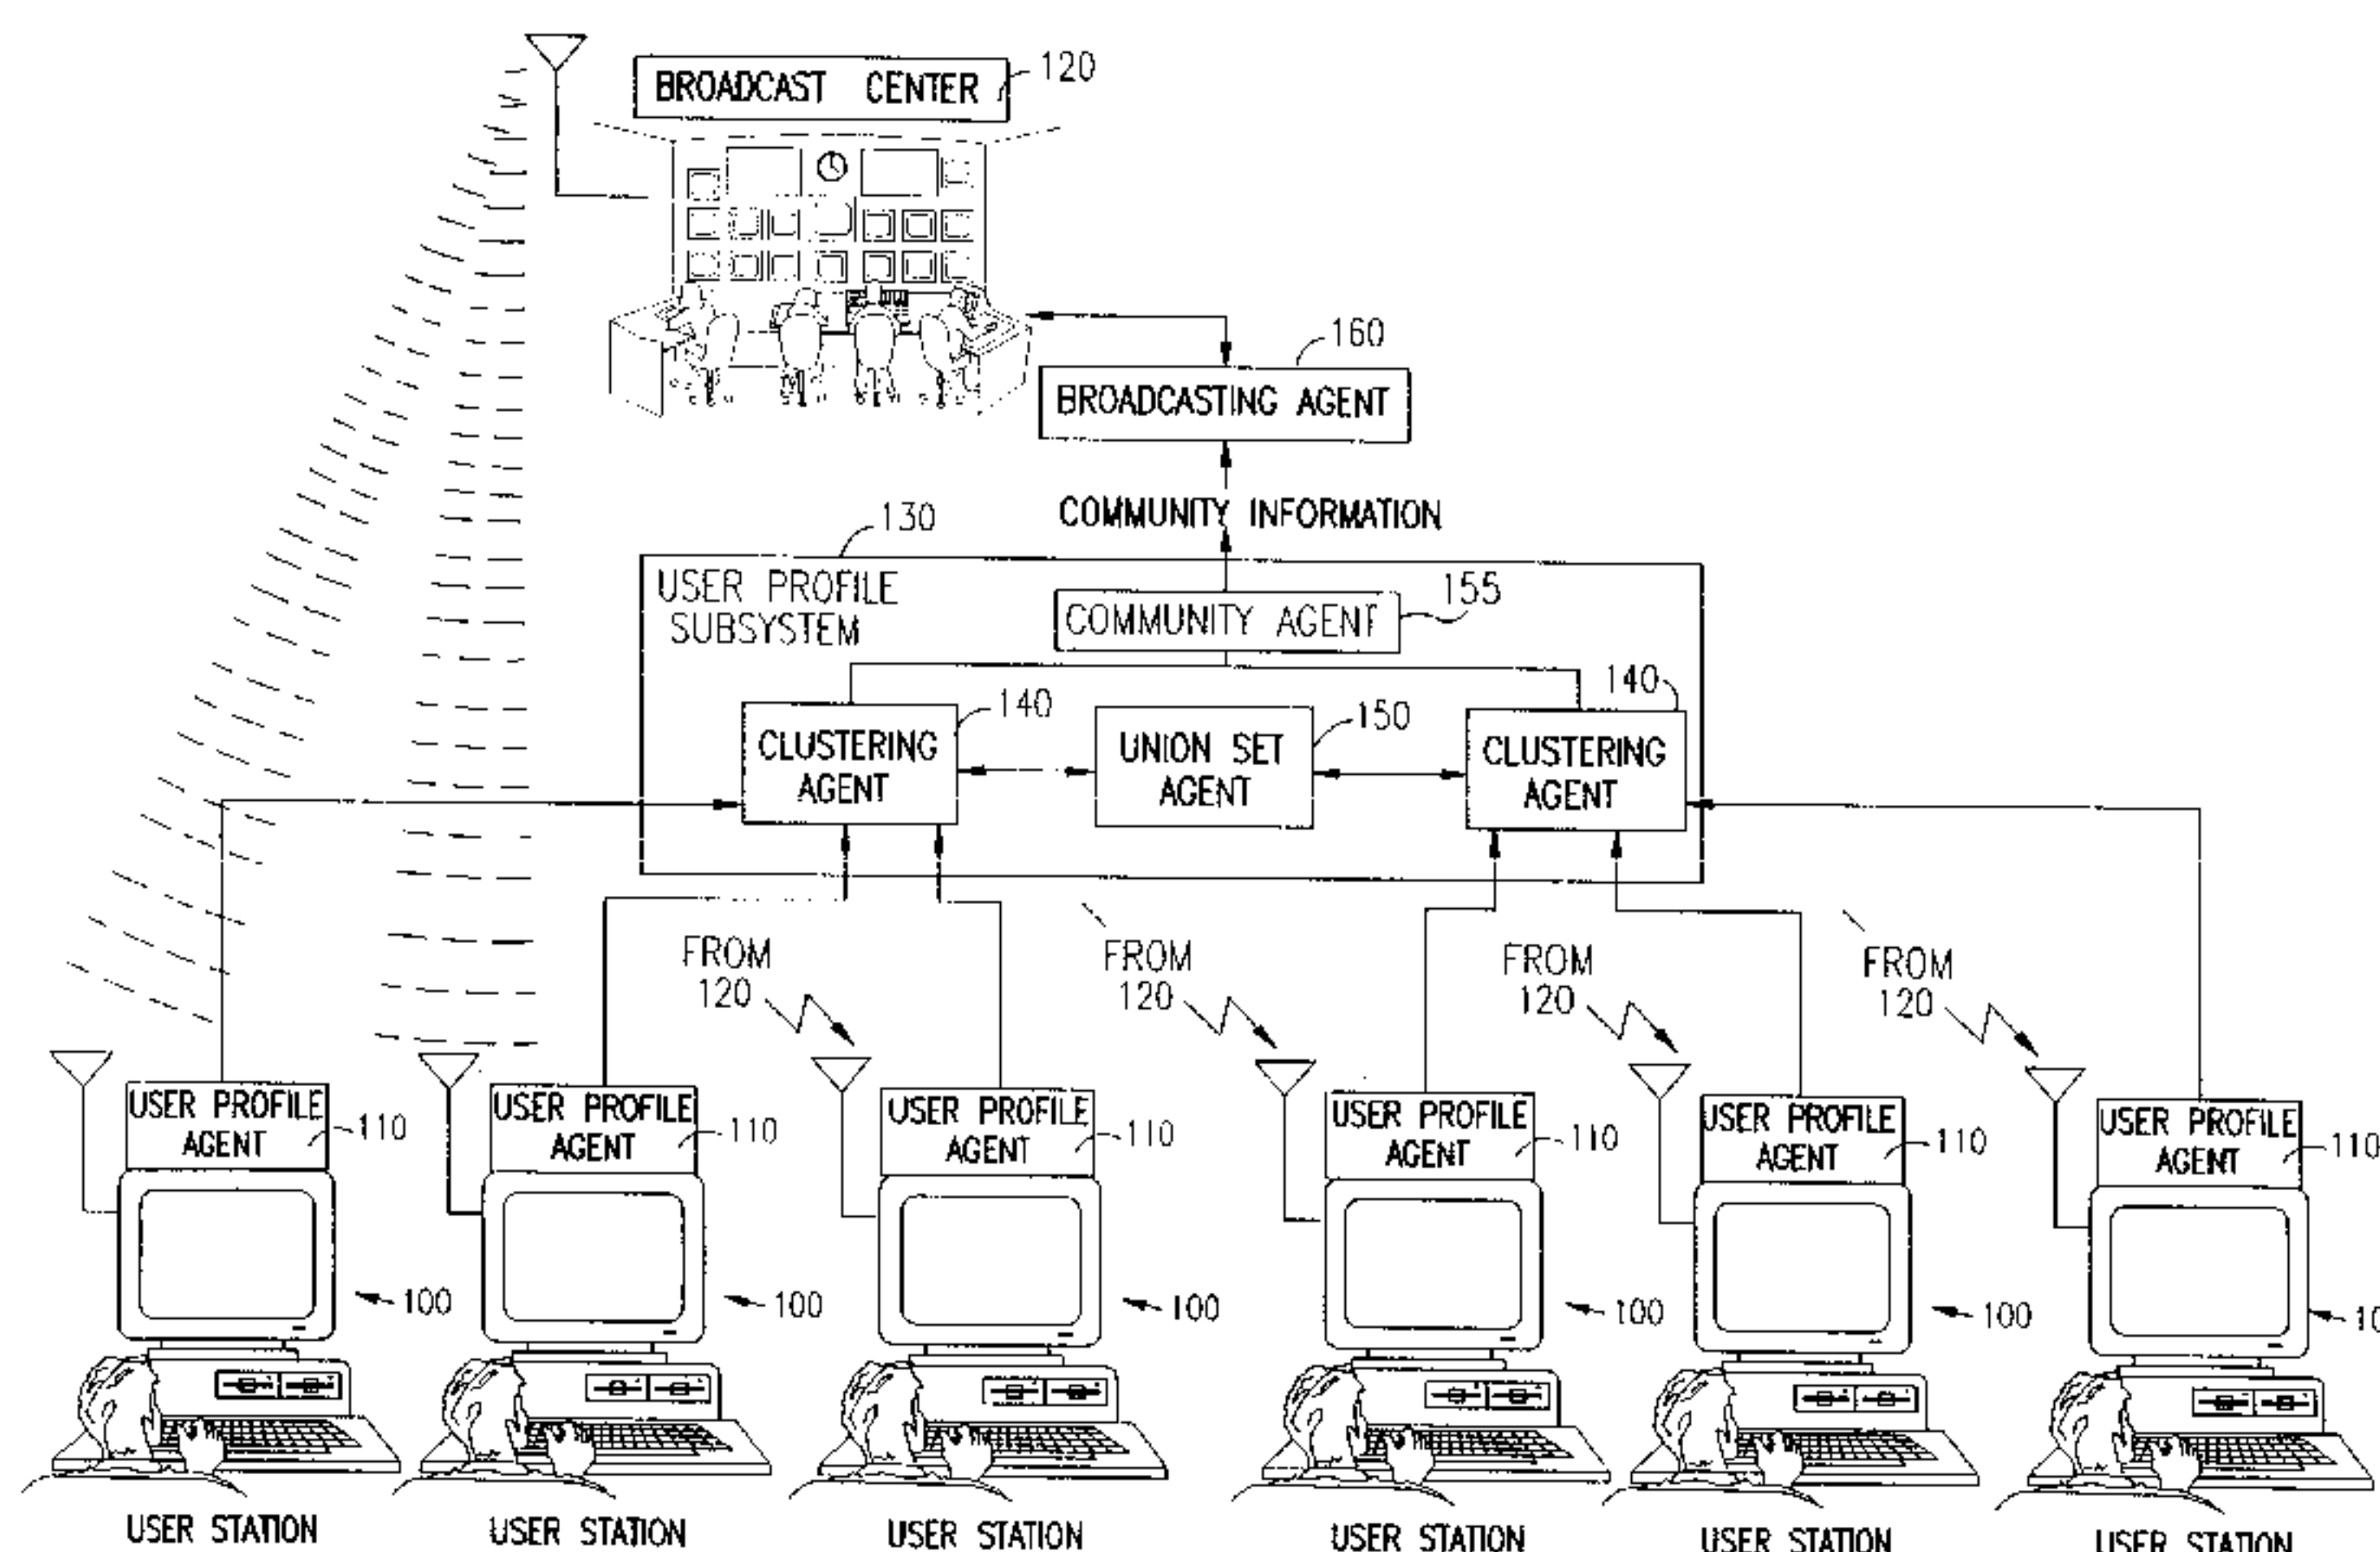 BROADCAST CENTER
120
160
BROADCASTING AGENT
COMMUNITY INFORMATION
130
USER PROFILE
SUBSYSTEM
155
COMMUNITY AGENT
140
CLUSTERING
AGENT
150
UNION SET
AGENT
140
CLUSTERING
AGENT
FROM
120
FROM
120
FROM
120
FROM
120
USER PROFILE
AGENT
110
USER PROFILE
AGENT
110
USER PROFILE
AGENT
110
USER PROFILE
AGENT
110
USER PROFILE
AGENT
110
USER PROFILE
AGENT
110
100
100
100
100
100
10
USER STATION
USER STATION
USER STATION
USER STATION
USER STATION
USER STATION